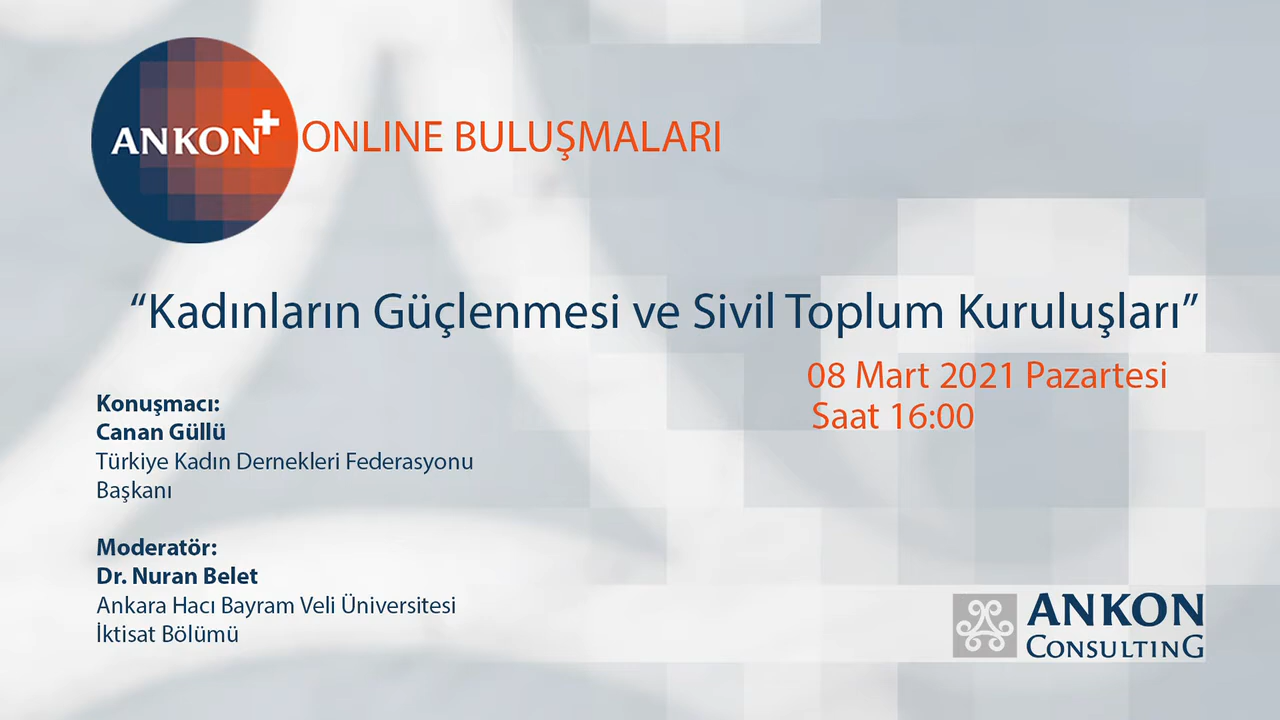 ANKON+ ONLINE BULUŞMALARI
“Kadınların Güçlenmesi ve Sivil Toplum Kuruluşları”
08 Mart 2021 Pazartesi
Saat 16:00
Konuşmacı:
Canan Güllü
Türkiye Kadın Dernekleri Federasyonu
Başkanı
Moderatör:
Dr. Nuran Belet
Ankara Hacı Bayram Veli Üniversitesi
İktisat Bölümü
ANKON
CONSULTING